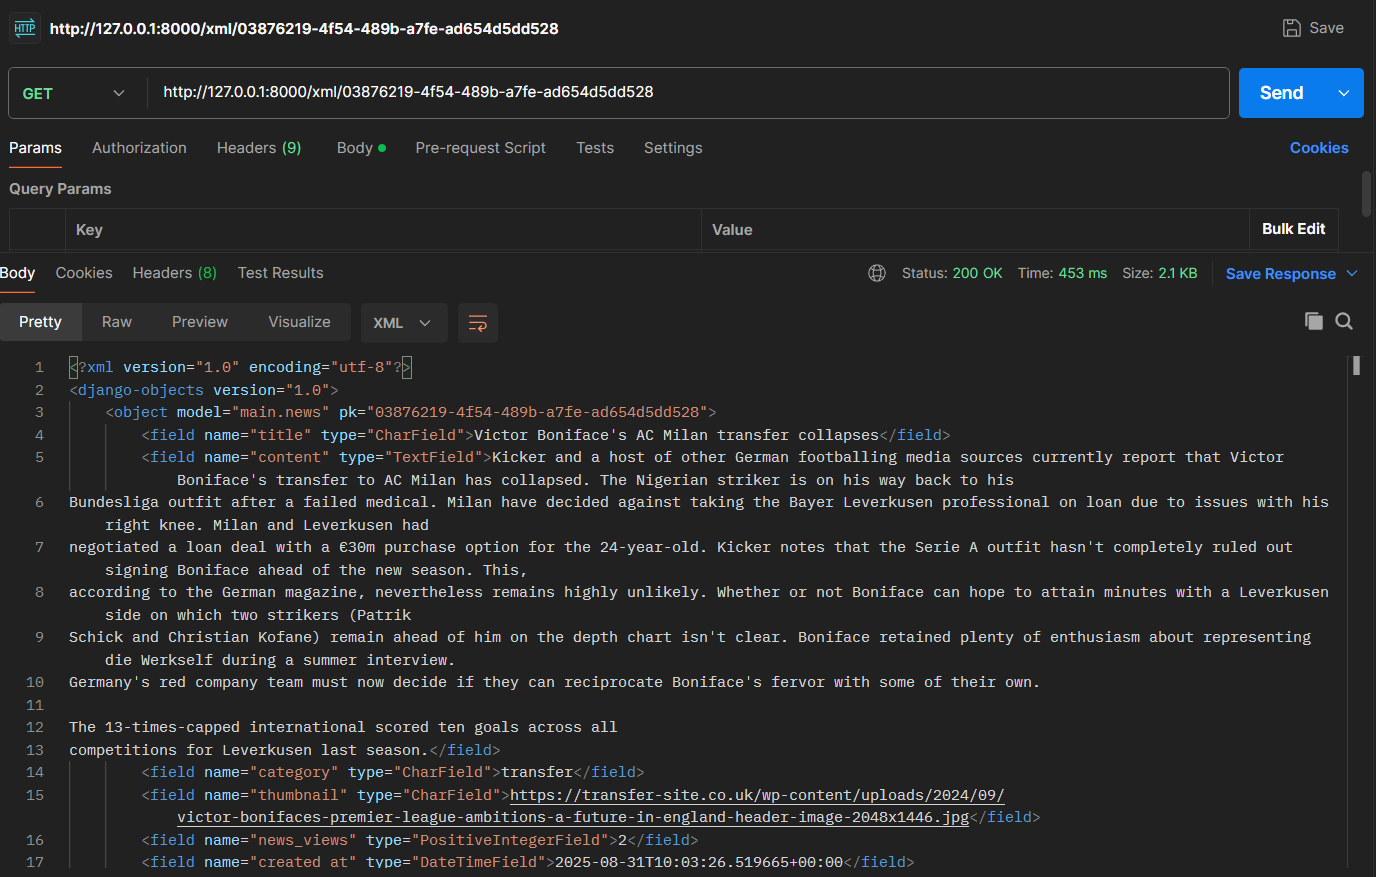 HTTP http://127.0.0.1:8000/xml/03876219-4f54-489b-a7fe-ad654d5dd528 Save
GET http://127.0.0.1:8000/xml/03876219-4f54-489b-a7fe-ad654d5dd528 Send
Params Authorization Headers (9) Body Pre-request Script Tests Settings Cookies
Query Params
Key Value Bulk Edit
Body Cookies Headers (8) Test Results Status: 200 OK Time: 453 ms Size: 2.1 KB Save Response
Pretty Raw Preview Visualize XML
1 <?xml version="1.0" encoding="utf-8"?>
2 <django-objects version="1.0">
3 <object model="main.news" pk="03876219-4f54-489b-a7fe-ad654d5dd528">
4 <field name="title" type="CharField">Victor Boniface's AC Milan transfer collapses</field>
5 <field name="content" type="TextField">Kicker and a host of other German footballing media sources currently report that Victor
Boniface's transfer to AC Milan has collapsed. The Nigerian striker is on his way back to his
6 Bundesliga outfit after a failed medical. Milan have decided against taking the Bayer Leverkusen professional on loan due to issues with his
right knee. Milan and Leverkusen had
7 negotiated a loan deal with a €30m purchase option for the 24-year-old. Kicker notes that the Serie A outfit hasn't completely ruled out
signing Boniface ahead of the new season. This,
8 according to the German magazine, nevertheless remains highly unlikely. Whether or not Boniface can hope to attain minutes with a Leverkusen
side on which two strikers (Patrik
9 Schick and Christian Kofane) remain ahead of him on the depth chart isn't clear. Boniface retained plenty of enthusiasm about representing
die Werkself during a summer interview.
10 Germany's red company team must now decide if they can reciprocate Boniface's fervor with some of their own.
11
12 The 13-times-capped international scored ten goals across all
13 competitions for Leverkusen last season.</field>
14 <field name="category" type="CharField">transfer</field>
15 <field name="thumbnail" type="CharField">https://transfer-site.co.uk/wp-content/uploads/2024/09/
victor-bonifaces-premier-league-ambitions-a-future-in-england-header-image-2048x1446.jpg</field>
16 <field name="news_views" type="PositiveIntegerField">2</field>
17 <field name="created_at" type="DateTimeField">2025-08-31T10:03:26.519665+00:00</field>